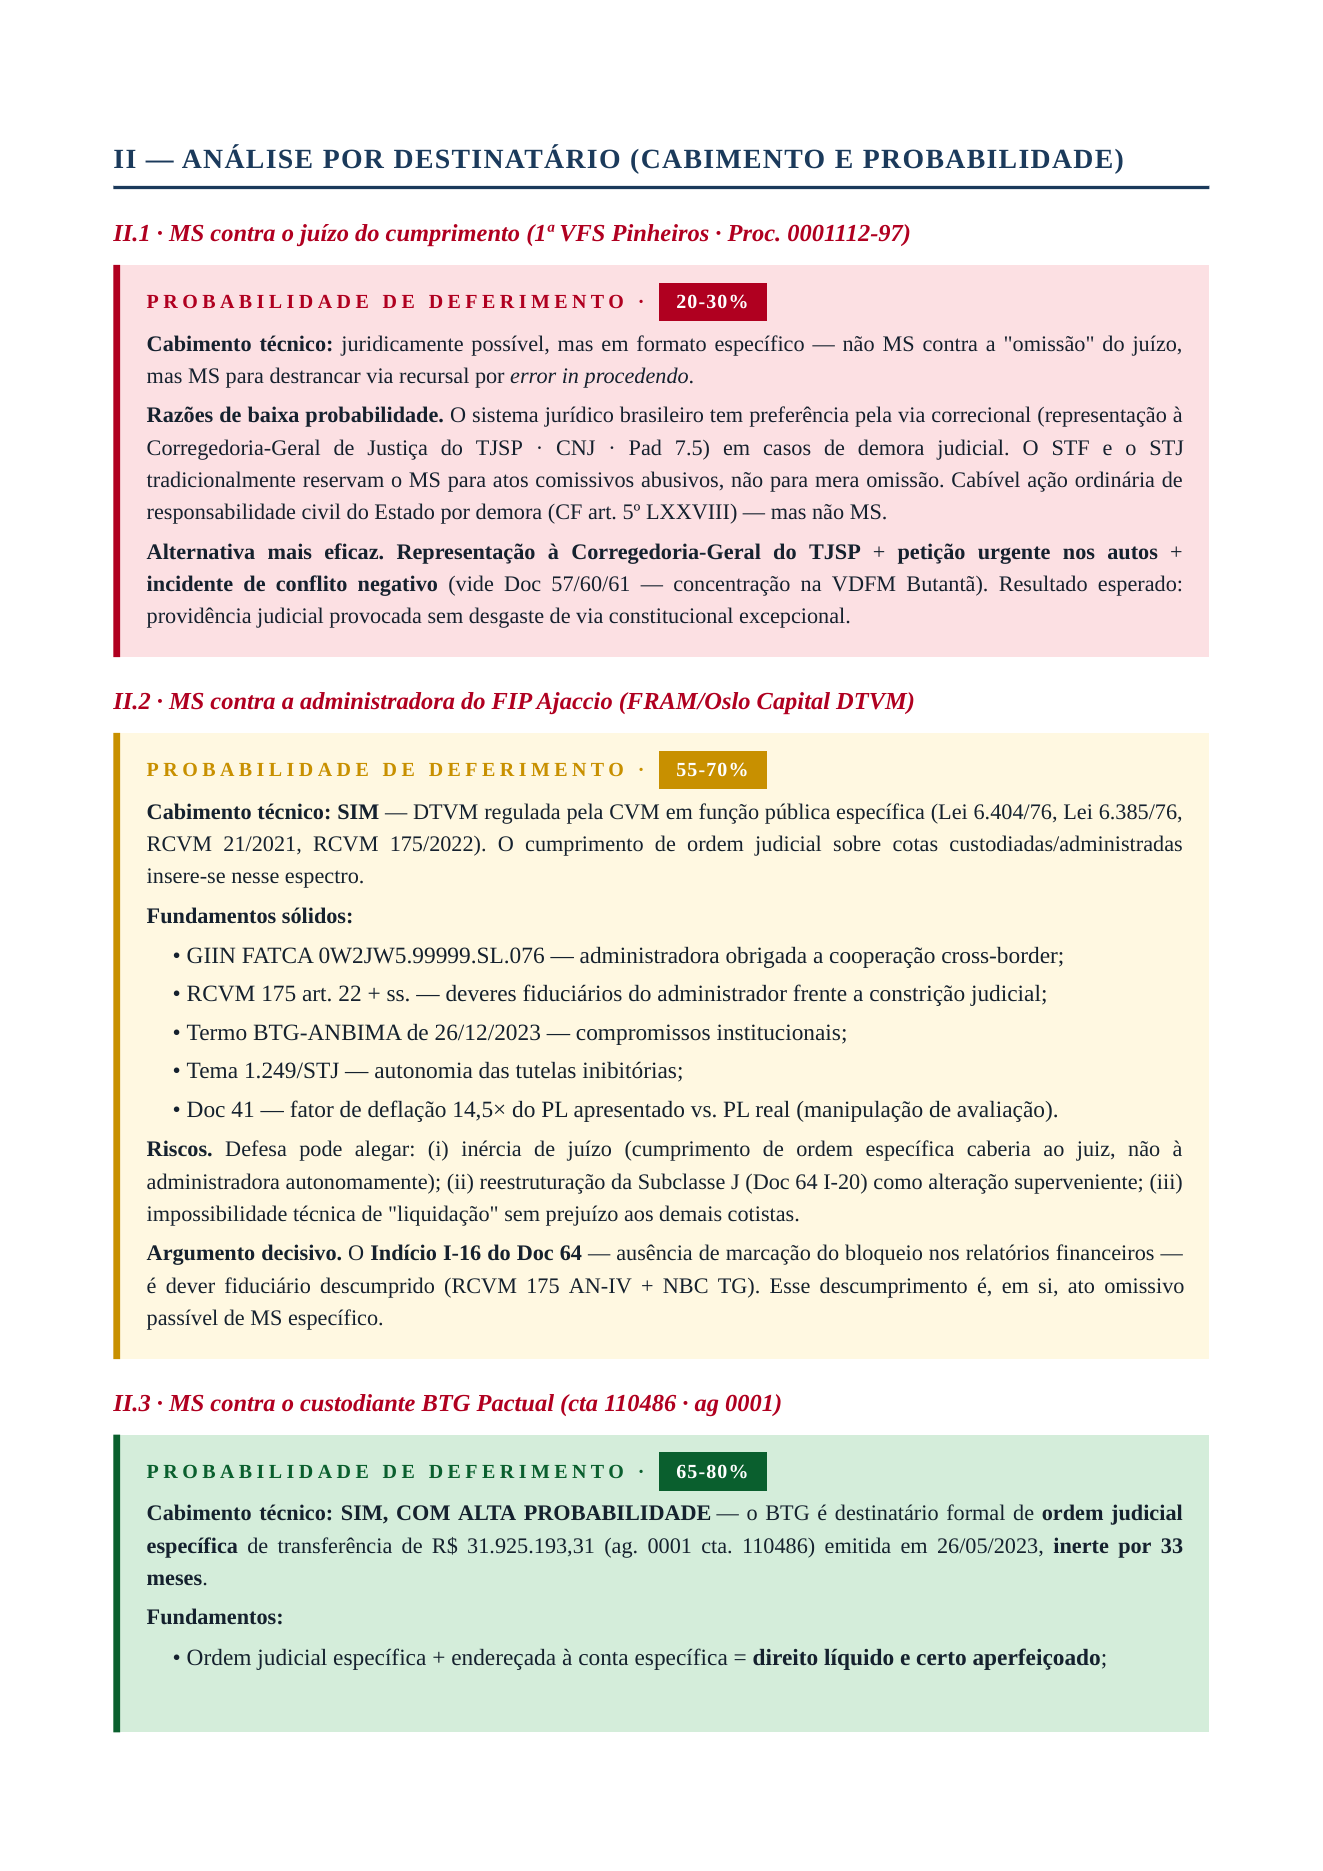 II — ANÁLISE POR DESTINATÁRIO (CABIMENTO E PROBABILIDADE)
II.1 · MS contra o juízo do cumprimento (1ª VFS Pinheiros · Proc. 0001112-97)
PROBABILIDADE DE DEFERIMENTO · 20-30%
Cabimento técnico: juridicamente possível, mas em formato específico — não MS contra a "omissão" do juízo,
mas MS para destrancar via recursal por error in procedendo.
Razões de baixa probabilidade. O sistema jurídico brasileiro tem preferência pela via correcional (representação à
Corregedoria-Geral de Justiça do TJSP · CNJ · Pad 7.5) em casos de demora judicial. O STF e o STJ
tradicionalmente reservam o MS para atos comissivos abusivos, não para mera omissão. Cabível ação ordinária de
responsabilidade civil do Estado por demora (CF art. 5º LXXVIII) — mas não MS.
Alternativa mais eficaz. Representação à Corregedoria-Geral do TJSP + petição urgente nos autos +
incidente de conflito negativo (vide Doc 57/60/61 — concentração na VDFM Butantã). Resultado esperado:
providência judicial provocada sem desgaste de via constitucional excepcional.
II.2 · MS contra a administradora do FIP Ajaccio (FRAM/Oslo Capital DTVM)
PROBABILIDADE DE DEFERIMENTO · 55-70%
Cabimento técnico: SIM — DTVM regulada pela CVM em função pública específica (Lei 6.404/76, Lei 6.385/76,
RCVM 21/2021, RCVM 175/2022). O cumprimento de ordem judicial sobre cotas custodiadas/administradas
insere-se nesse espectro.
Fundamentos sólidos:
• GIIN FATCA 0W2JW5.99999.SL.076 — administradora obrigada a cooperação cross-border;
• RCVM 175 art. 22 + ss. — deveres fiduciários do administrador frente a constrição judicial;
• Termo BTG-ANBIMA de 26/12/2023 — compromissos institucionais;
• Tema 1.249/STJ — autonomia das tutelas inibitórias;
• Doc 41 — fator de deflação 14,5× do PL apresentado vs. PL real (manipulação de avaliação).
Riscos. Defesa pode alegar: (i) inércia de juízo (cumprimento de ordem específica caberia ao juiz, não à
administradora autonomamente); (ii) reestruturação da Subclasse J (Doc 64 I-20) como alteração superveniente; (iii)
impossibilidade técnica de "liquidação" sem prejuízo aos demais cotistas.
Argumento decisivo. O Indício I-16 do Doc 64 — ausência de marcação do bloqueio nos relatórios financeiros —
é dever fiduciário descumprido (RCVM 175 AN-IV + NBC TG). Esse descumprimento é, em si, ato omissivo
passível de MS específico.
II.3 · MS contra o custodiante BTG Pactual (cta 110486 · ag 0001)
PROBABILIDADE DE DEFERIMENTO · 65-80%
Cabimento técnico: SIM, COM ALTA PROBABILIDADE — o BTG é destinatário formal de ordem judicial
específica de transferência de R$ 31.925.193,31 (ag. 0001 cta. 110486) emitida em 26/05/2023, inerte por 33
meses.
Fundamentos:
• Ordem judicial específica + endereçada à conta específica = direito líquido e certo aperfeiçoado;